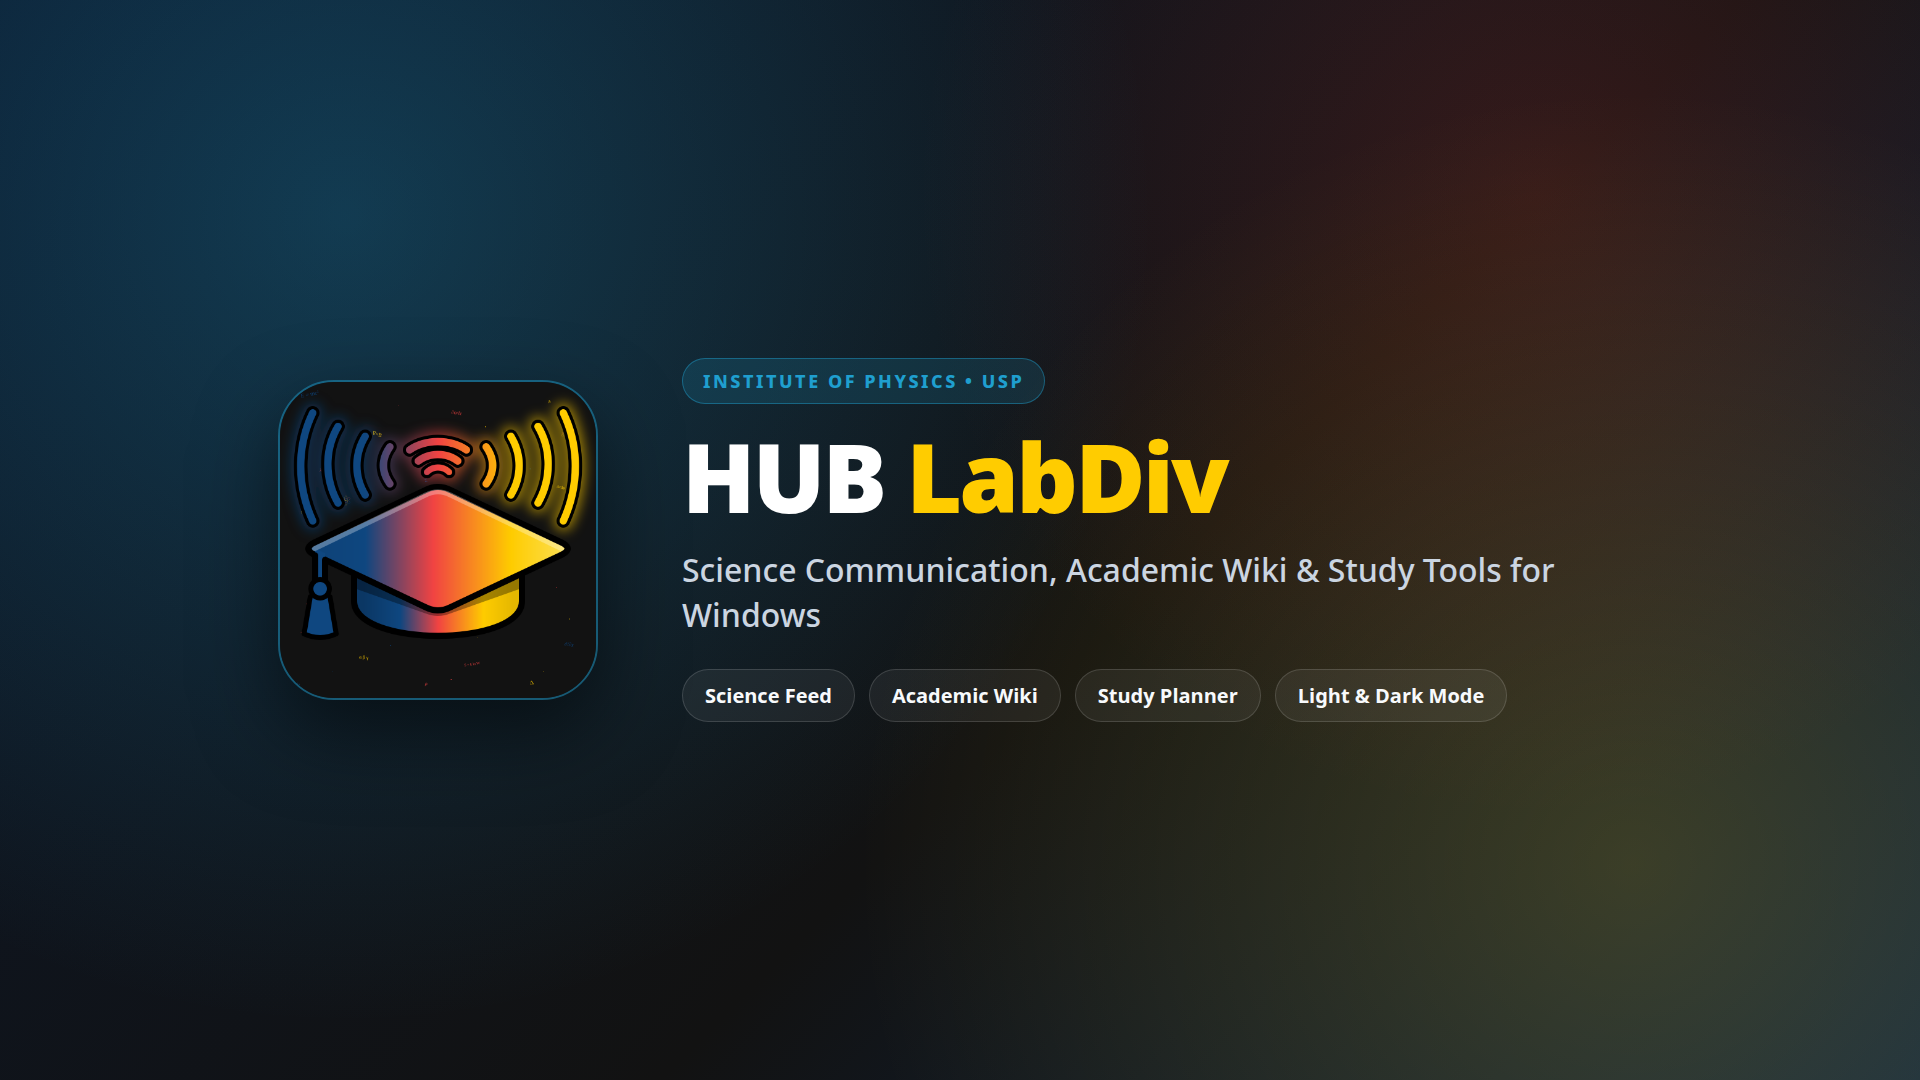 INSTITUTE OF PHYSICS • USP
HUB LabDiv
Science Communication, Academic Wiki & Study Tools for
Windows
Science Feed
Academic Wiki
Study Planner
Light & Dark Mode